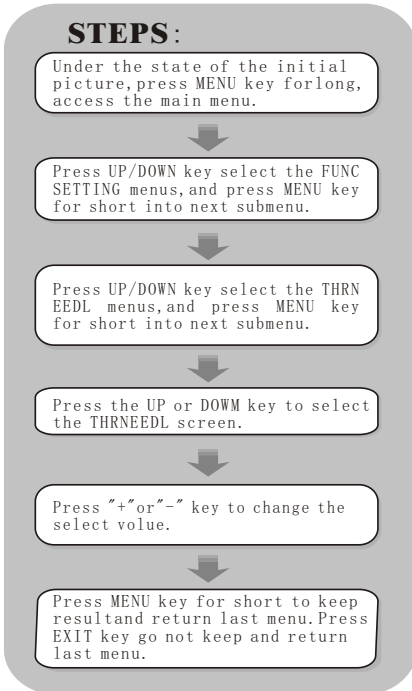 STEPS:
Under the state of the initial
picture, press MENU key forlong,
access the main menu.
Press UP/DOWN key select the FUNC
SETTING menus, and press MENU key
for short into next submenu.
Press UP/DOWN key select the THRN
EEDL menus, and press MENU key
for short into next submenu.
Press the UP or DOWM key to select
the THRNEEDL screen.
Press "+"or"-" key to change the
select volue.
Press MENU key for short to keep
resultand return last menu. Press
EXIT key go not keep and return
last menu.